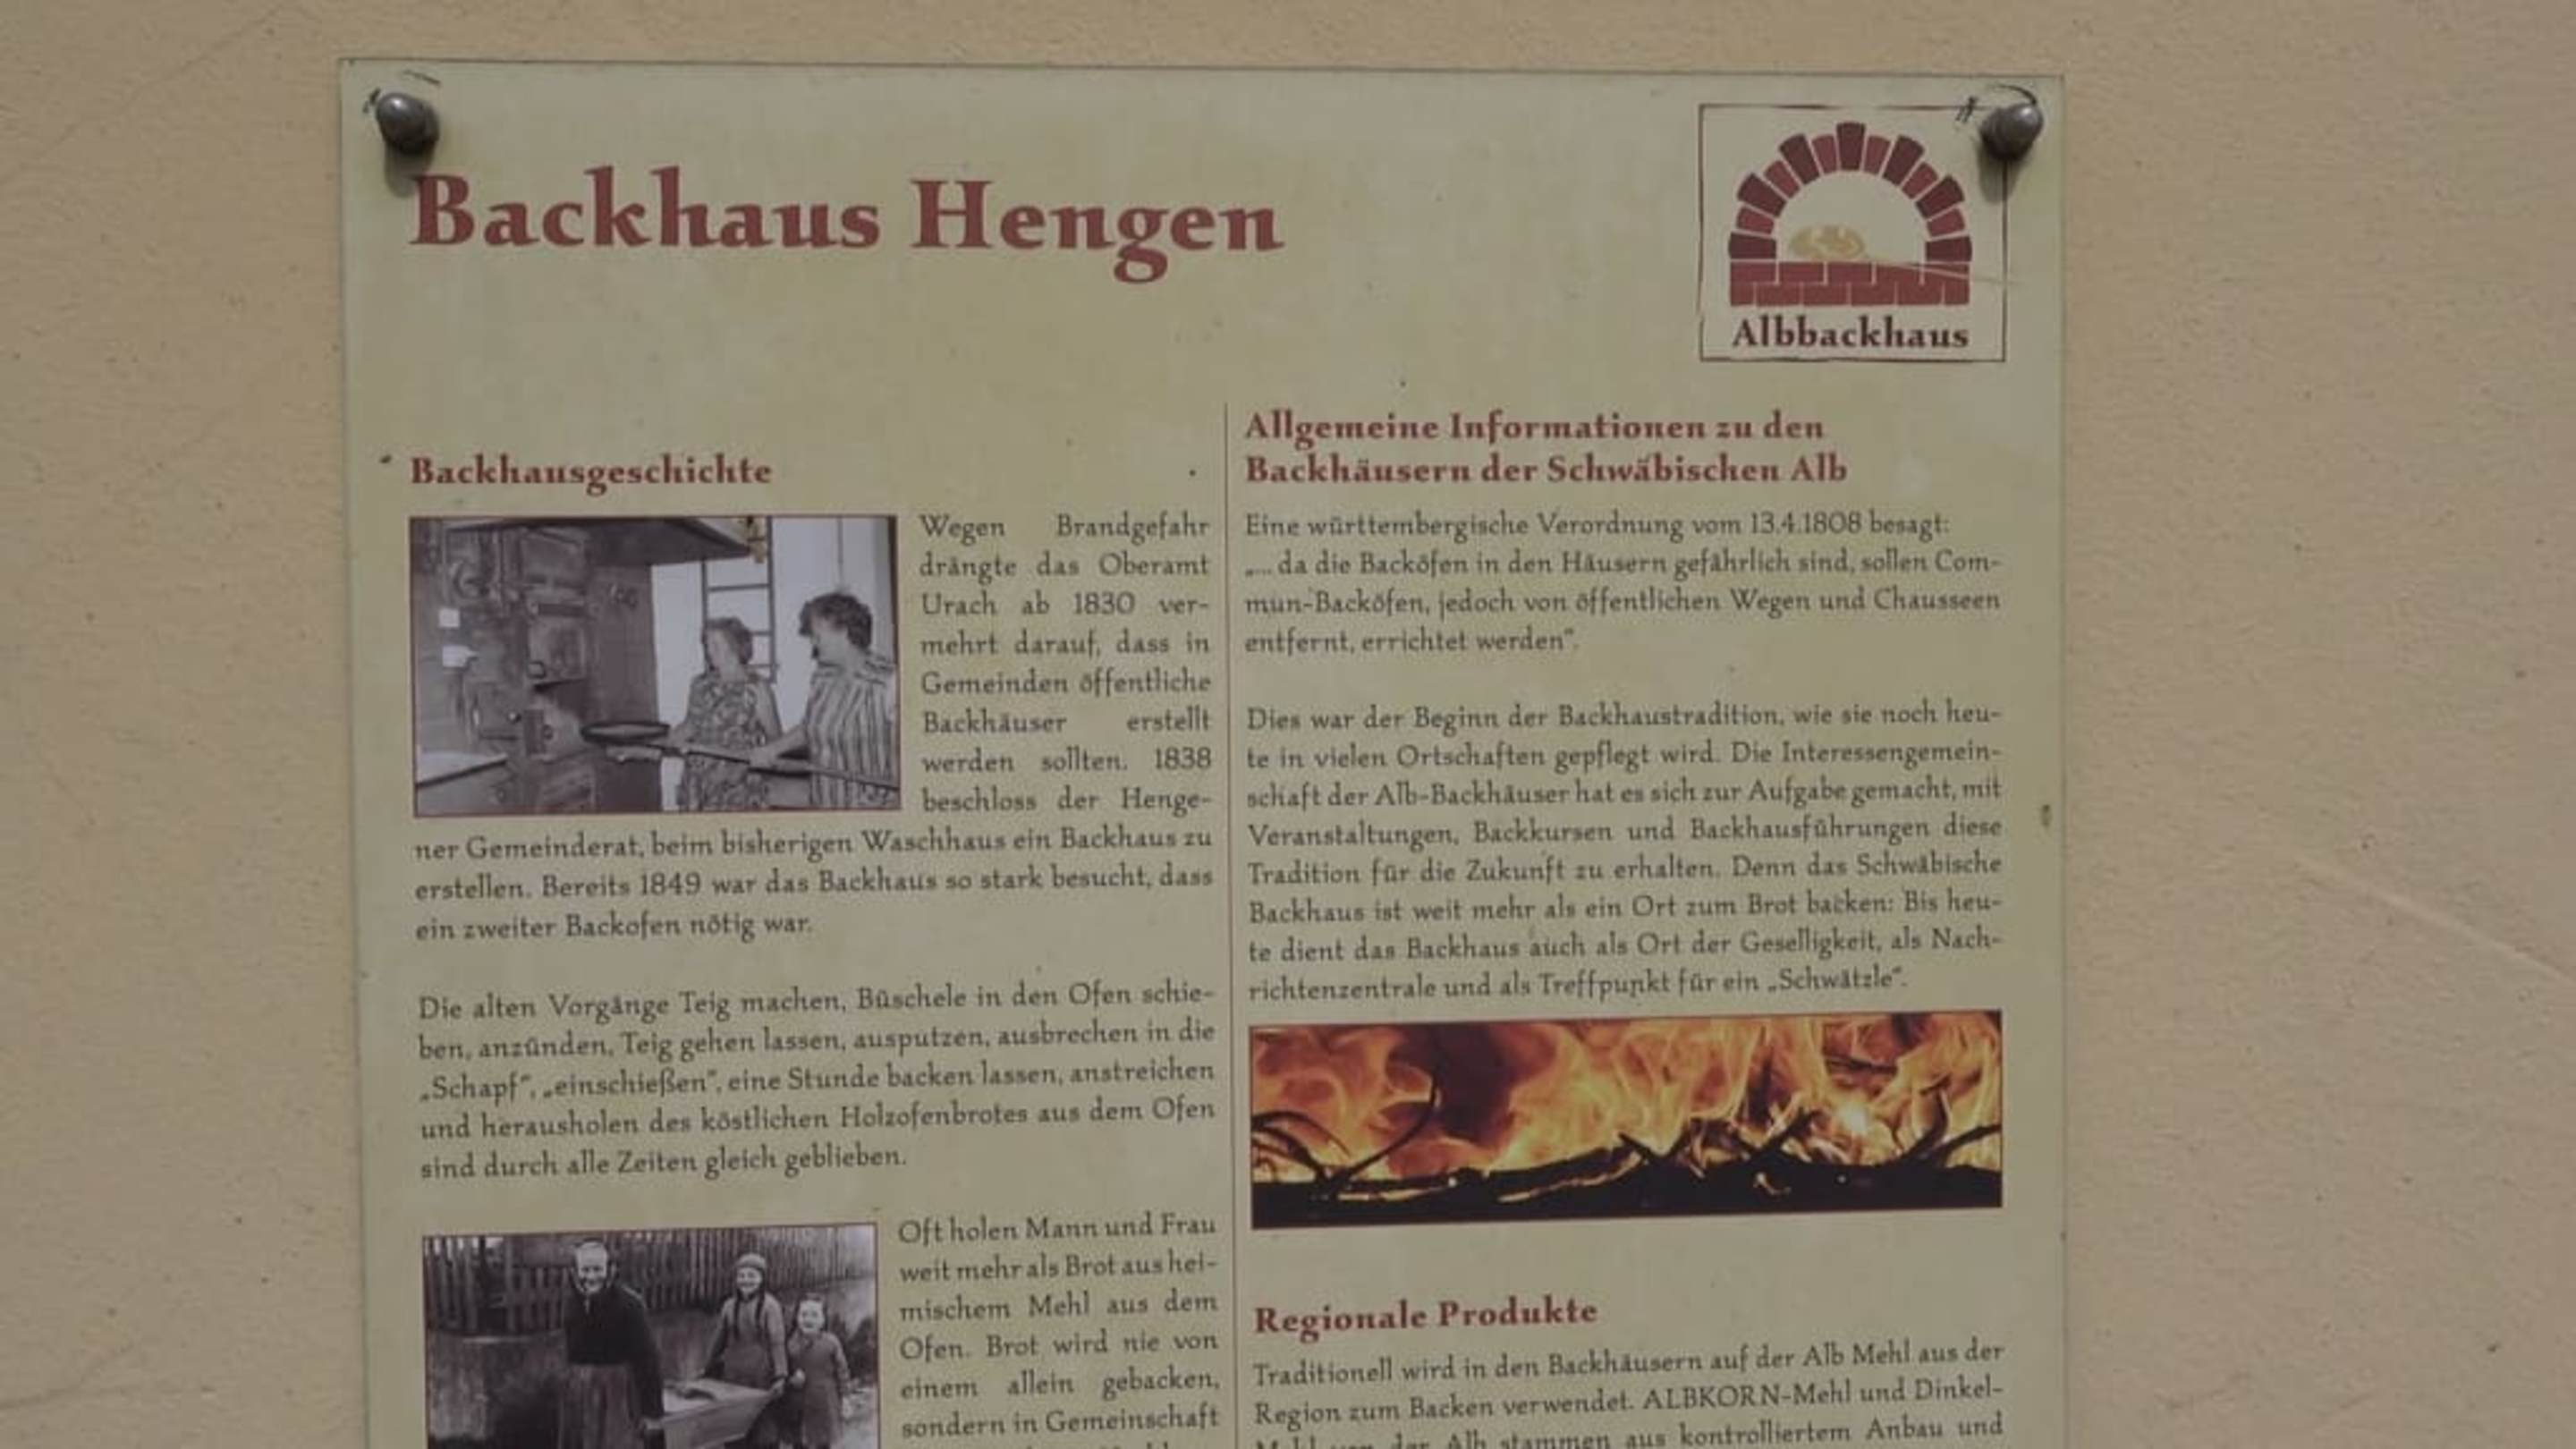 Backhaus Hengen
Albbackhaus
Backhausgeschichte
Wegen Brandgefahr
drängte das Oberamt
Urach ab 1830 ver-
mehrt darauf, dass in
Gemeinden öffentliche
Backhäuser erstellt
werden sollten. 1838
beschloss der Henge-
ner Gemeinderat, beim bisherigen Waschhaus ein Backhaus zu
erstellen. Bereits 1849 war das Backhaus so stark besucht, dass
ein zweiter Backofen nötig war.
Die alten Vorgänge Teig machen, Büschele in den Ofen schie-
ben, anzünden, Teig gehen lassen, ausputzen, ausbrechen in die
„Schapf“, „einschießen“, eine Stunde backen lassen, anstreichen
und herausholen des köstlichen Holzofenbrotes aus dem Ofen
sind durch alle Zeiten gleich geblieben.
Oft holen Mann und Frau
weit mehr als Brot aus hei-
mischem Mehl aus dem
Ofen. Brot wird nie von
einem allein gebacken,
sondern in Gemeinschaft
Allgemeine Informationen zu den
Backhäusern der Schwäbischen Alb
Eine württembergische Verordnung vom 13.4.1808 besagt:
„... da die Backöfen in den Häusern gefährlich sind, sollen Com-
mun-Backöfen, jedoch von öffentlichen Wegen und Chausseen
entfernt, errichtet werden“.
Dies war der Beginn der Backhaustradition, wie sie noch heu-
te in vielen Ortschaften gepflegt wird. Die Interessengemein-
schaft der Alb-Backhäuser hat es sich zur Aufgabe gemacht, mit
Veranstaltungen, Backkursen und Backhausführungen diese
Tradition für die Zukunft zu erhalten. Denn das Schwäbische
Backhaus ist weit mehr als ein Ort zum Brot backen: Bis heu-
te dient das Backhaus auch als Ort der Geselligkeit, als Nach-
richtenzentrale und als Treffpunkt für ein „Schwätzle“.
Regionale Produkte
Traditionell wird in den Backhäusern auf der Alb Mehl aus der
Region zum Backen verwendet. ALBKORN-Mehl und Dinkel-
der Alb stammen aus kontrolliertem Anbau und